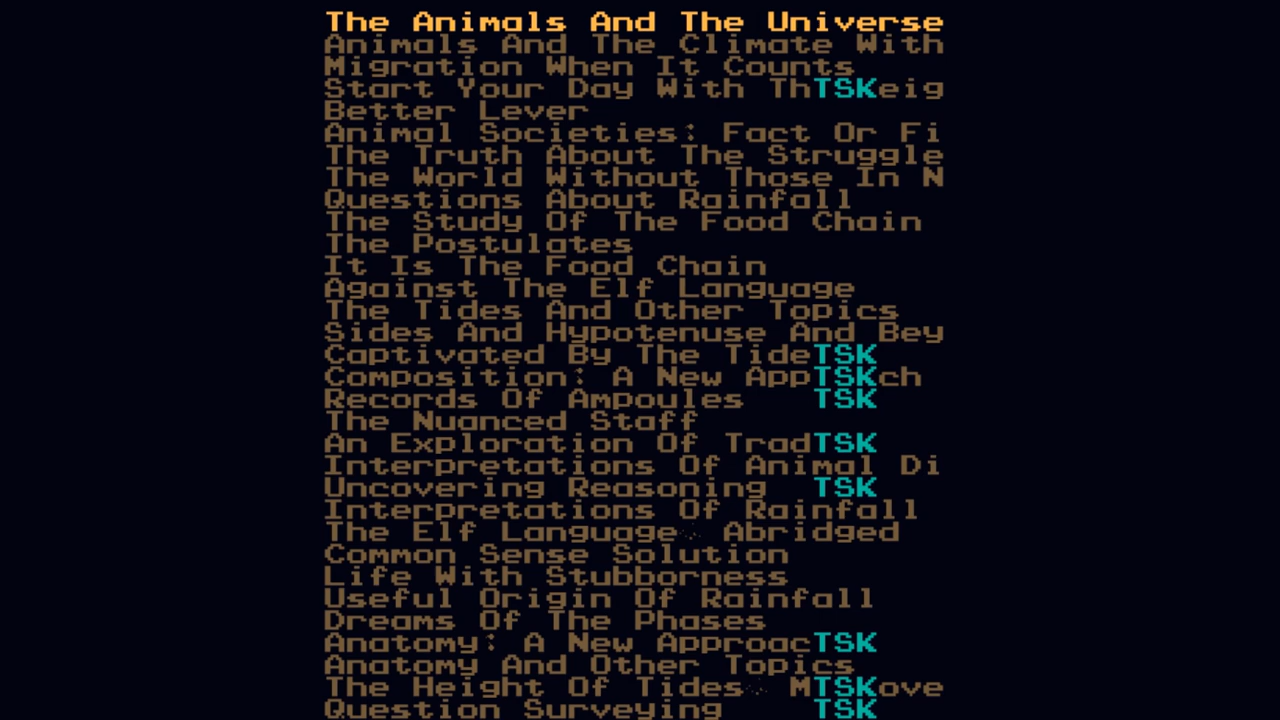 The Animals And The Universe
Animals And The Climate With
Migration When It Counts
Start Your Day With ThTSKeig
Better Lever
Animal Societies: Fact Or Fi
The Truth About The Struggle
The World Without Those In N
Questions About Rainfall
The Study Of The Food Chain
The Postulates
It Is The Food Chain
Against The Elf Language
The Tides And Other Topics
Sides And Hypotenuse And Bey
Captivated By The TideTSK
Composition: A New AppTSKch
Records Of Ampoules TSK
The Nuanced Staff
An Exploration Of TradTSK
Interpretations Of Animal Di
Uncovering Reasoning TSK
Interpretations Of Rainfall
The Elf Language Abridged
Common Sense Solution
Life With Stubborness
Useful Origin Of Rainfall
Dreams Of The Phases
Anatomy: A New ApproacTSK
Anatomy And Other Topics
The Height Of Tides MTSKove
Question Surveying TSK